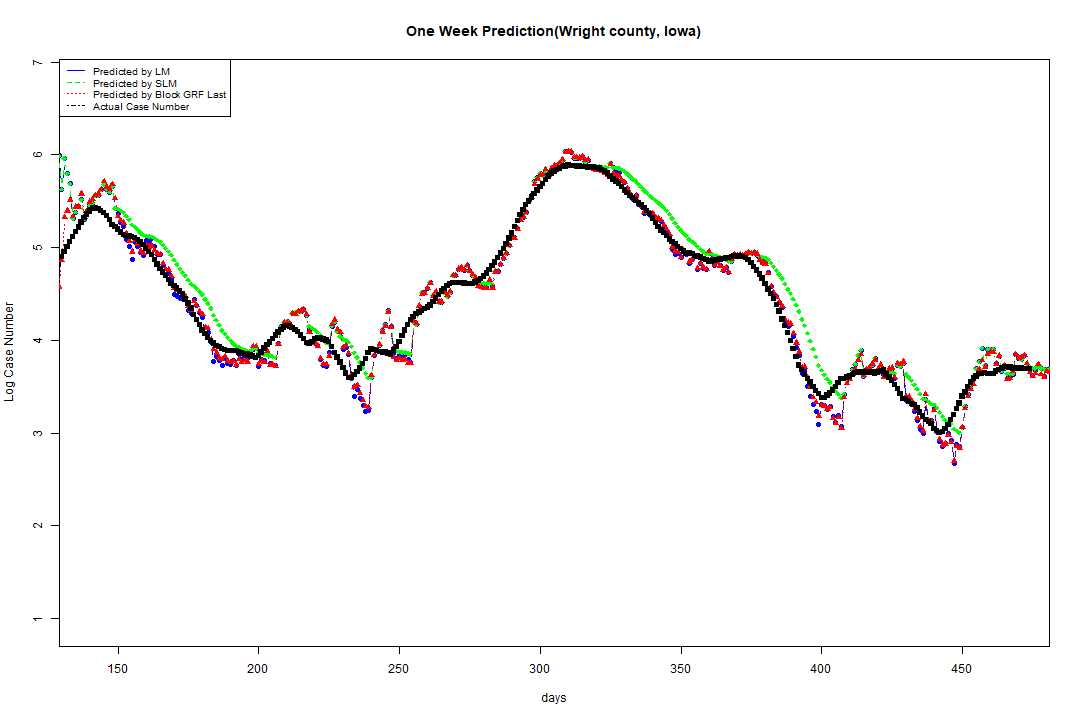 One Week Prediction(Wright county, Iowa)
7
Predicted by LM
Predicted by SLM
Predicted by Block GRF Last
Actual Case Number
6
5
4
3
2
1
Log Case Number
150 200 250 300 350 400 450
days